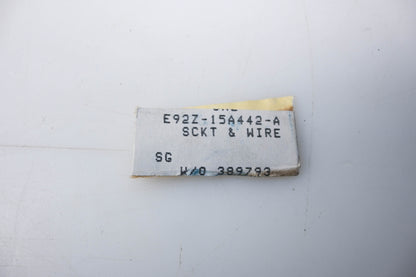 E92Z-15A442-A
SCKT & WIRE
SG
W/O 389793